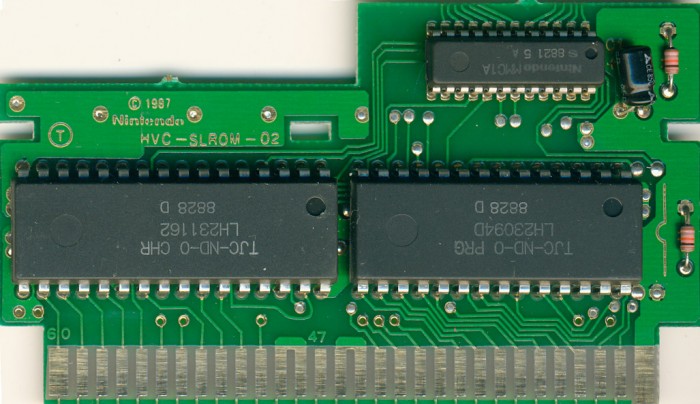 8821 5 A
Nintendo MMC1A
© 1987
Nintendo
T
HVC-SLROM-02
8828 D
LH231162
TJC-ND-0 CHR
8828 D
LH23094D
TJC-ND-0 PRG
60
47